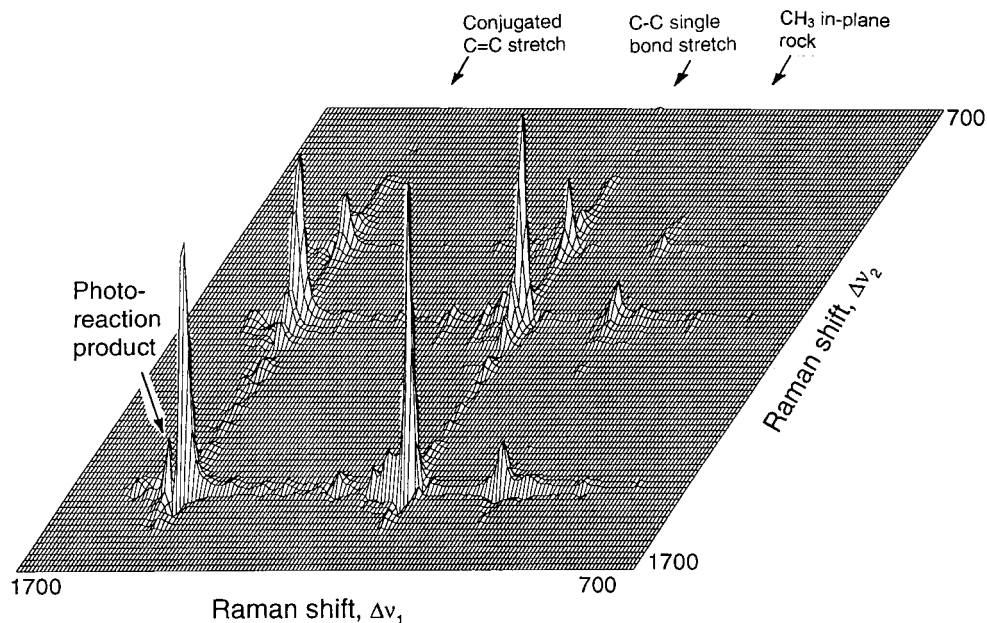 Conjugated
C=C stretch
C-C single
bond stretch
CH₃ in-plane
rock
700
Photo-
reaction
product
Raman shift, Δν₂
1700
700
1700
Raman shift, Δν₁